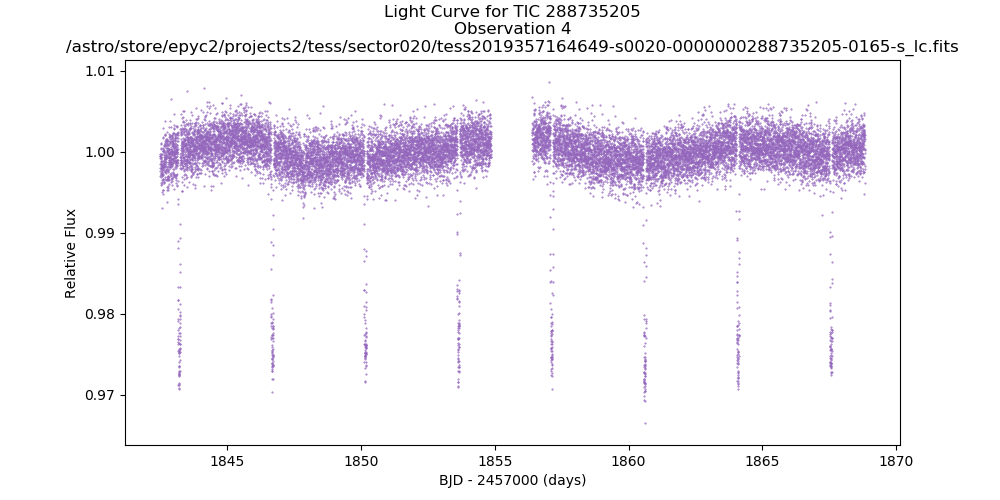 Light Curve for TIC 288735205
Observation 4
/astro/store/epyc2/projects2/tess/sector020/tess2019357164649-s0020-0000000288735205-0165-s_lc.fits
1.01
1.00
0.99
0.98
0.97
Relative Flux
1845 1850 1855 1860 1865 1870
BJD - 2457000 (days)